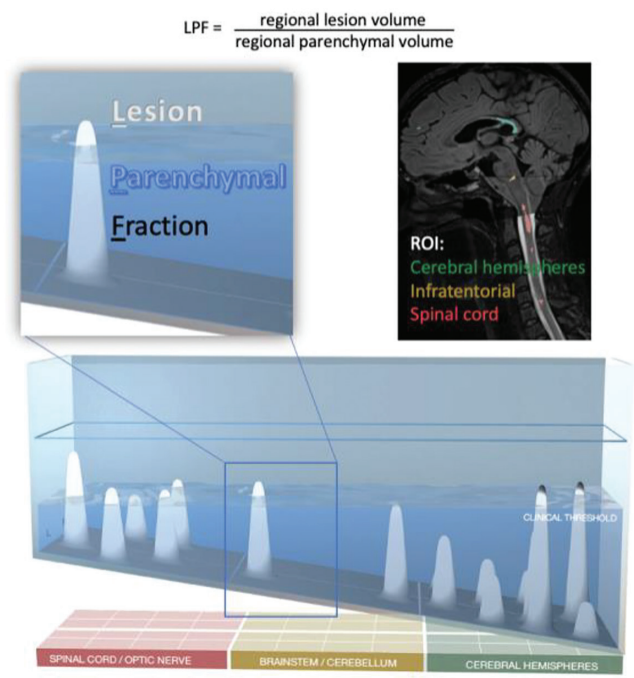 LPF = regional lesion volume
regional parenchymal volume
Lesion
Parenchymal
Fraction
ROI:
Cerebral hemispheres
Infratentorial
Spinal cord
CLINICAL THRESHOLD
SPINAL CORD / OPTIC NERVE
BRAINSTEM / CEREBELLUM
CEREBRAL HEMISPHERES